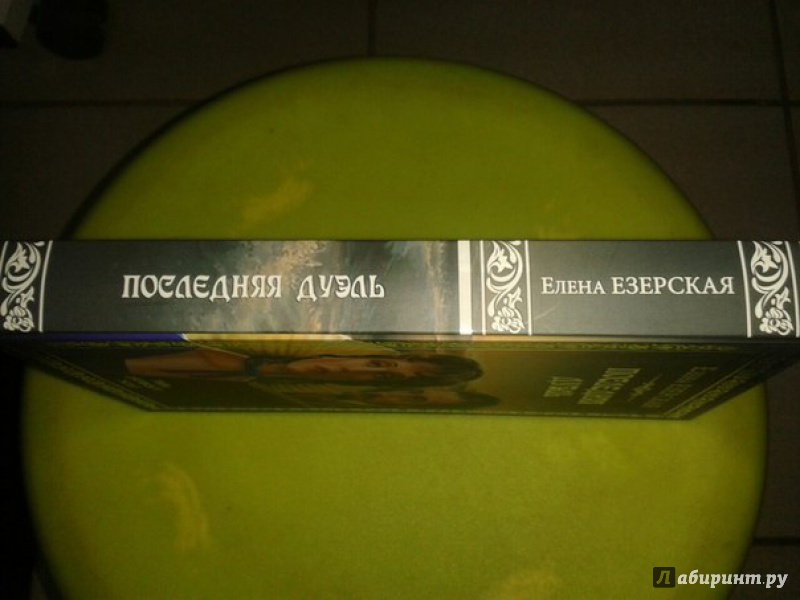 ПОСЛЕДНЯЯ ДУЭЛЬ
Елена ЕЗЕРСКАЯ
Лабиринт.ру